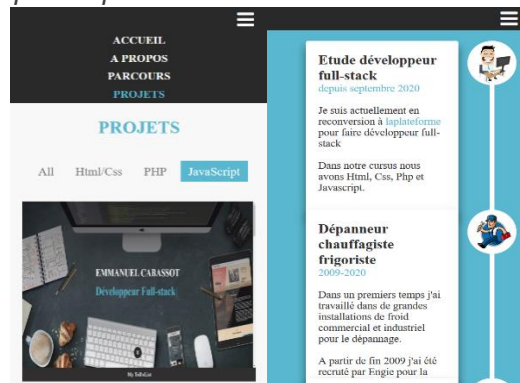 ACCUEIL
A PROPOS
PARCOURS
PROJETS
PROJETS
All Html/Css PHP JavaScript
EMMANUEL CABASSOT
Développeur Full-stack
My ToDoList
Etude développeur
full-stack
depuis septembre 2020
Je suis actuellement en
reconversion à laplateforme
pour faire développeur full-
stack
Dans notre cursus nous
avons Html, Css, Php et
Javascript.
Dépanneur
chauffagiste
frigoriste
2009-2020
Dans un premiers temps j'ai
travaillé dans de grandes
installations de froid
commercial et industriel
pour le dépannage.
A partir de fin 2009 j'ai été
recruté par Engie pour la